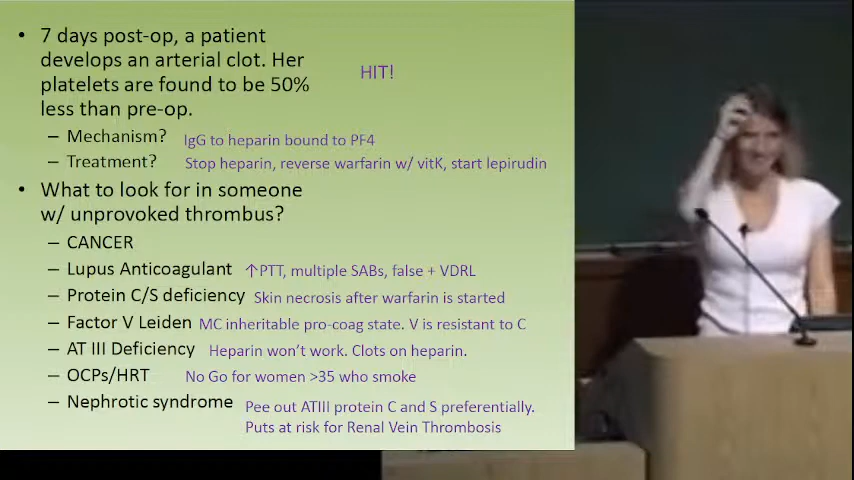 • 7 days post-op, a patient
develops an arterial clot. Her
platelets are found to be 50%
less than pre-op.
HIT!
– Mechanism? IgG to heparin bound to PF4
– Treatment? Stop heparin, reverse warfarin w/ vitK, start lepirudin
• What to look for in someone
w/ unprovoked thrombus?
– CANCER
– Lupus Anticoagulant ↑PTT, multiple SABs, false + VDRL
– Protein C/S deficiency Skin necrosis after warfarin is started
– Factor V Leiden MC inheritable pro-coag state. V is resistant to C
– AT III Deficiency Heparin won't work. Clots on heparin.
– OCPs/HRT No Go for women >35 who smoke
– Nephrotic syndrome Pee out ATIII protein C and S preferentially.
Puts at risk for Renal Vein Thrombosis